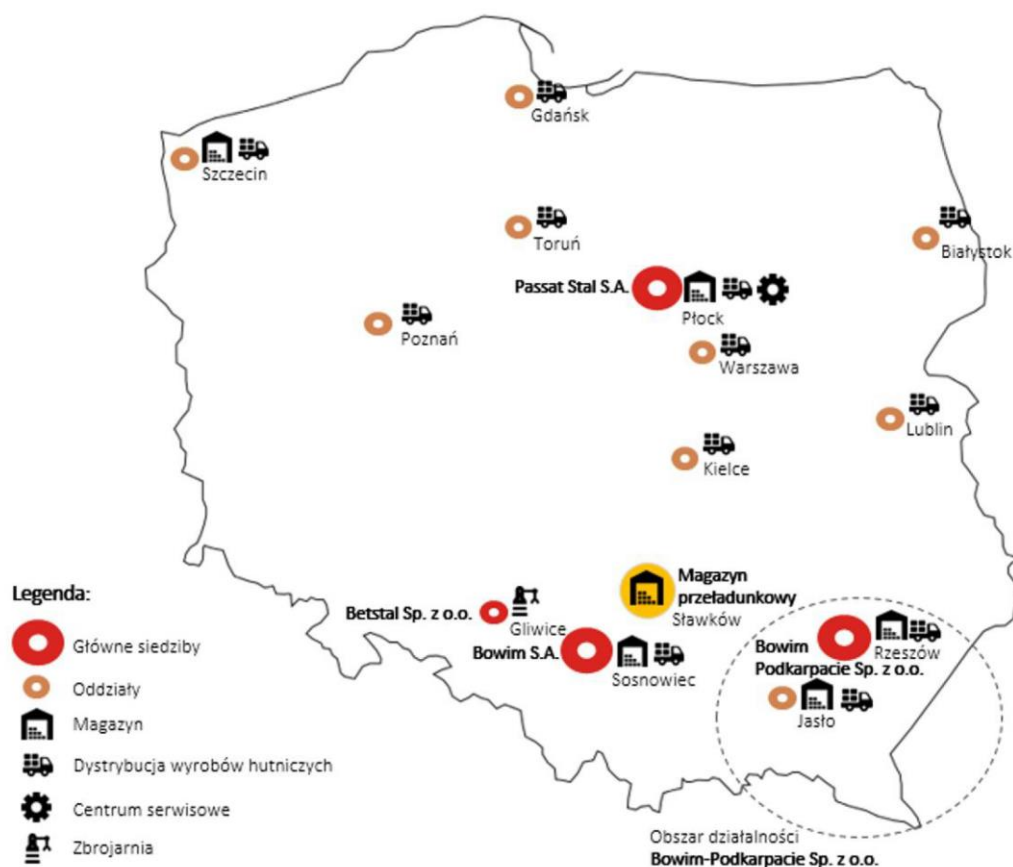 Gdańsk
Szczecin
Toruń
Białystok
Passat Stal S.A.
Płock
Poznań
Warszawa
Lublin
Kielce
Magazyn
przeładunkowy
Sławków
Betstal Sp. z o.o.
Gliwice
Bowim S.A.
Sosnowiec
Bowim
Podkarpacie Sp. z o.o.
Rzeszów
Jasło
Legenda:
Główne siedziby
Oddziały
Magazyn
Dystrybucja wyrobów hutniczych
Centrum serwisowe
Zbrojarnia
Obszar działalności
Bowim-Podkarpacie Sp. z o.o.